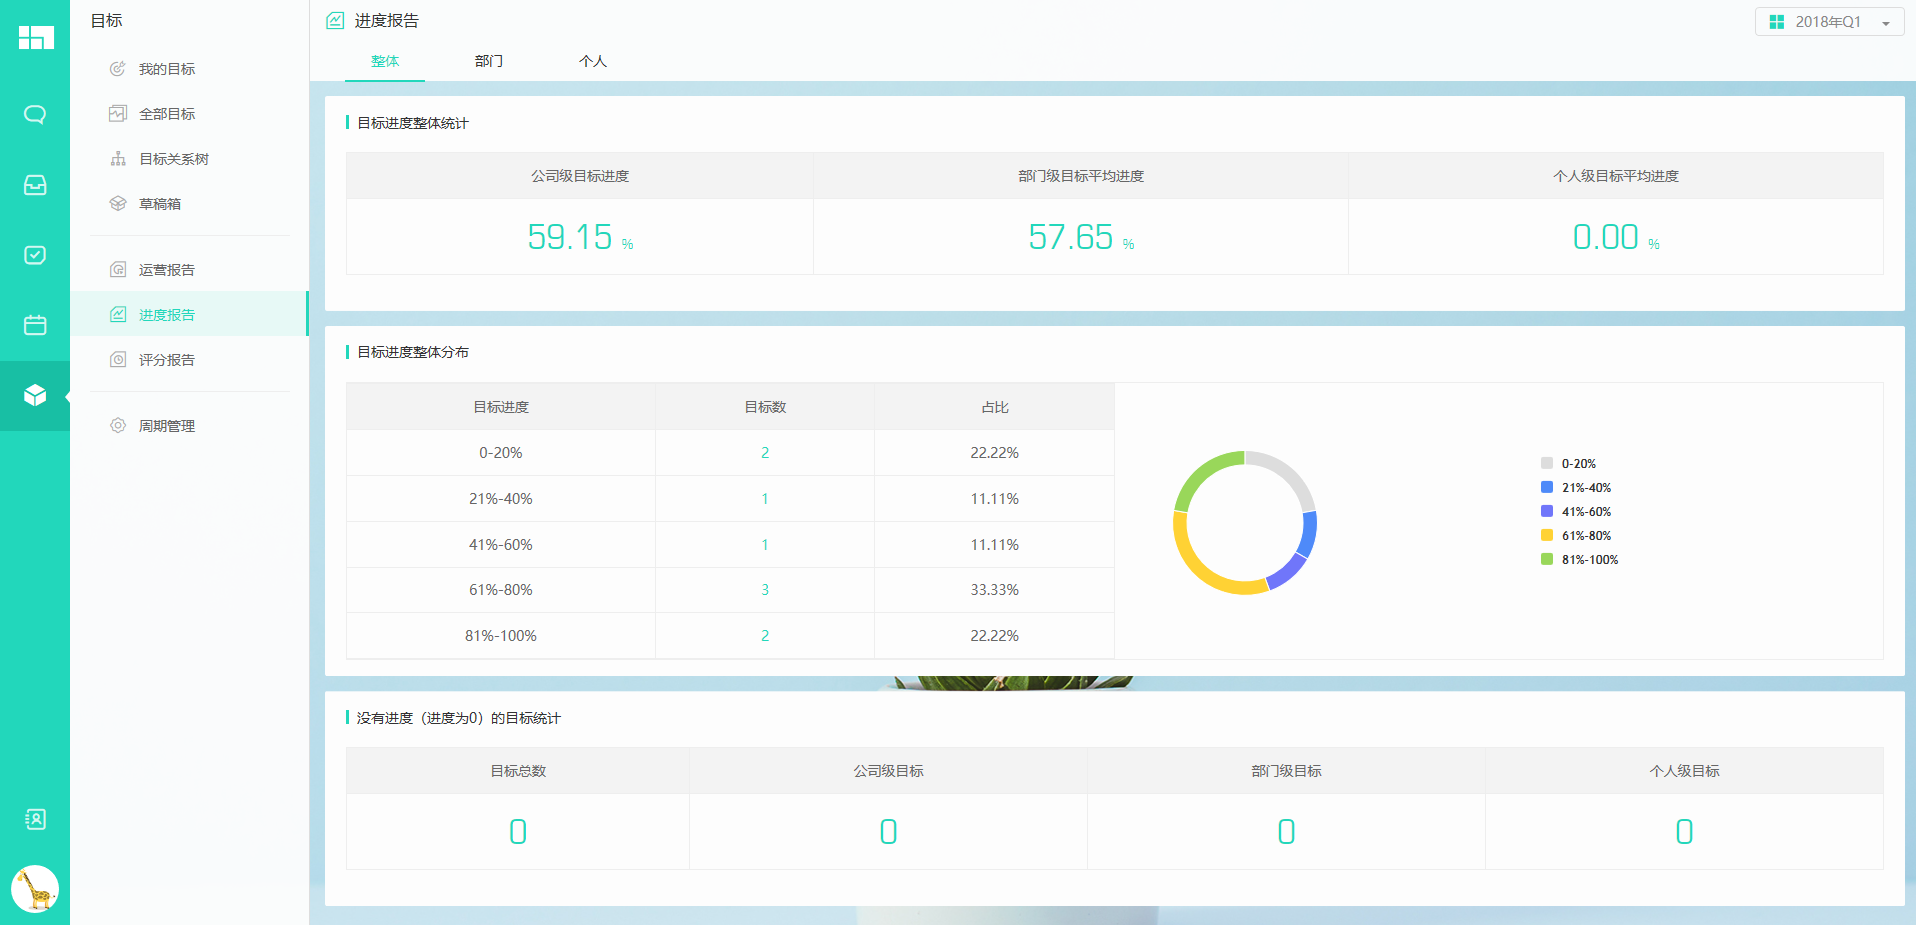 目标
我的目标
全部目标
目标关系树
草稿箱
运营报告
进度报告
评分报告
周期管理
进度报告
2018年Q1
整体 部门 个人
目标进度整体统计
公司级目标进度 部门级目标平均进度 个人级目标平均进度
59.15 % 57.65 % 0.00 %
目标进度整体分布
目标进度 目标数 占比
0-20% 2 22.22%
21%-40% 1 11.11%
41%-60% 1 11.11%
61%-80% 3 33.33%
81%-100% 2 22.22%
0-20%
21%-40%
41%-60%
61%-80%
81%-100%
没有进度（进度为0）的目标统计
目标总数 公司级目标 部门级目标 个人级目标
0 0 0 0